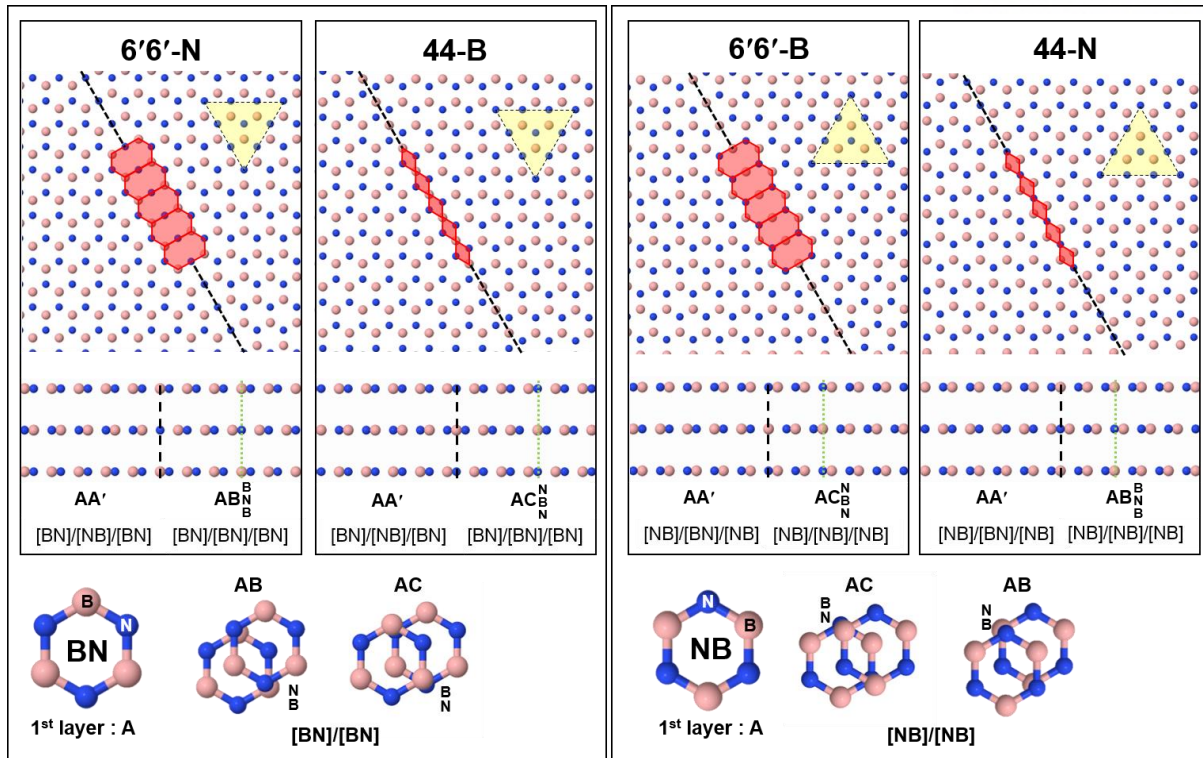 6′6′-N
44-B
6′6′-B
44-N
AA′
AB
B
N
B
AA′
AC
N
B
N
AA′
AC
N
B
N
AA′
AB
B
N
B
[BN]/[NB]/[BN]
[BN]/[BN]/[BN]
[BN]/[NB]/[BN]
[BN]/[BN]/[BN]
[NB]/[BN]/[NB]
[NB]/[NB]/[NB]
[NB]/[BN]/[NB]
[NB]/[NB]/[NB]
B
N
BN
1st layer : A
AB
N
B
AC
B
N
[BN]/[BN]
N
B
NB
1st layer : A
AC
B
N
AB
N
B
[NB]/[NB]